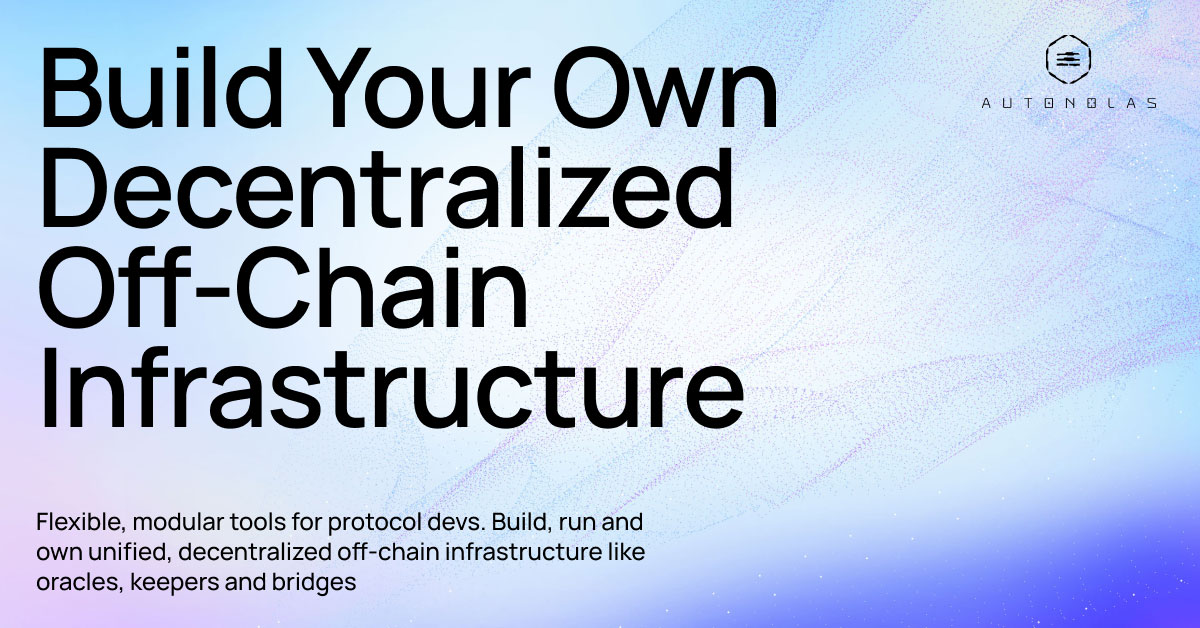 Build Your Own
Decentralized
Off-Chain
Infrastructure
AUTONOLAS
Flexible, modular tools for protocol devs. Build, run and
own unified, decentralized off-chain infrastructure like
oracles, keepers and bridges